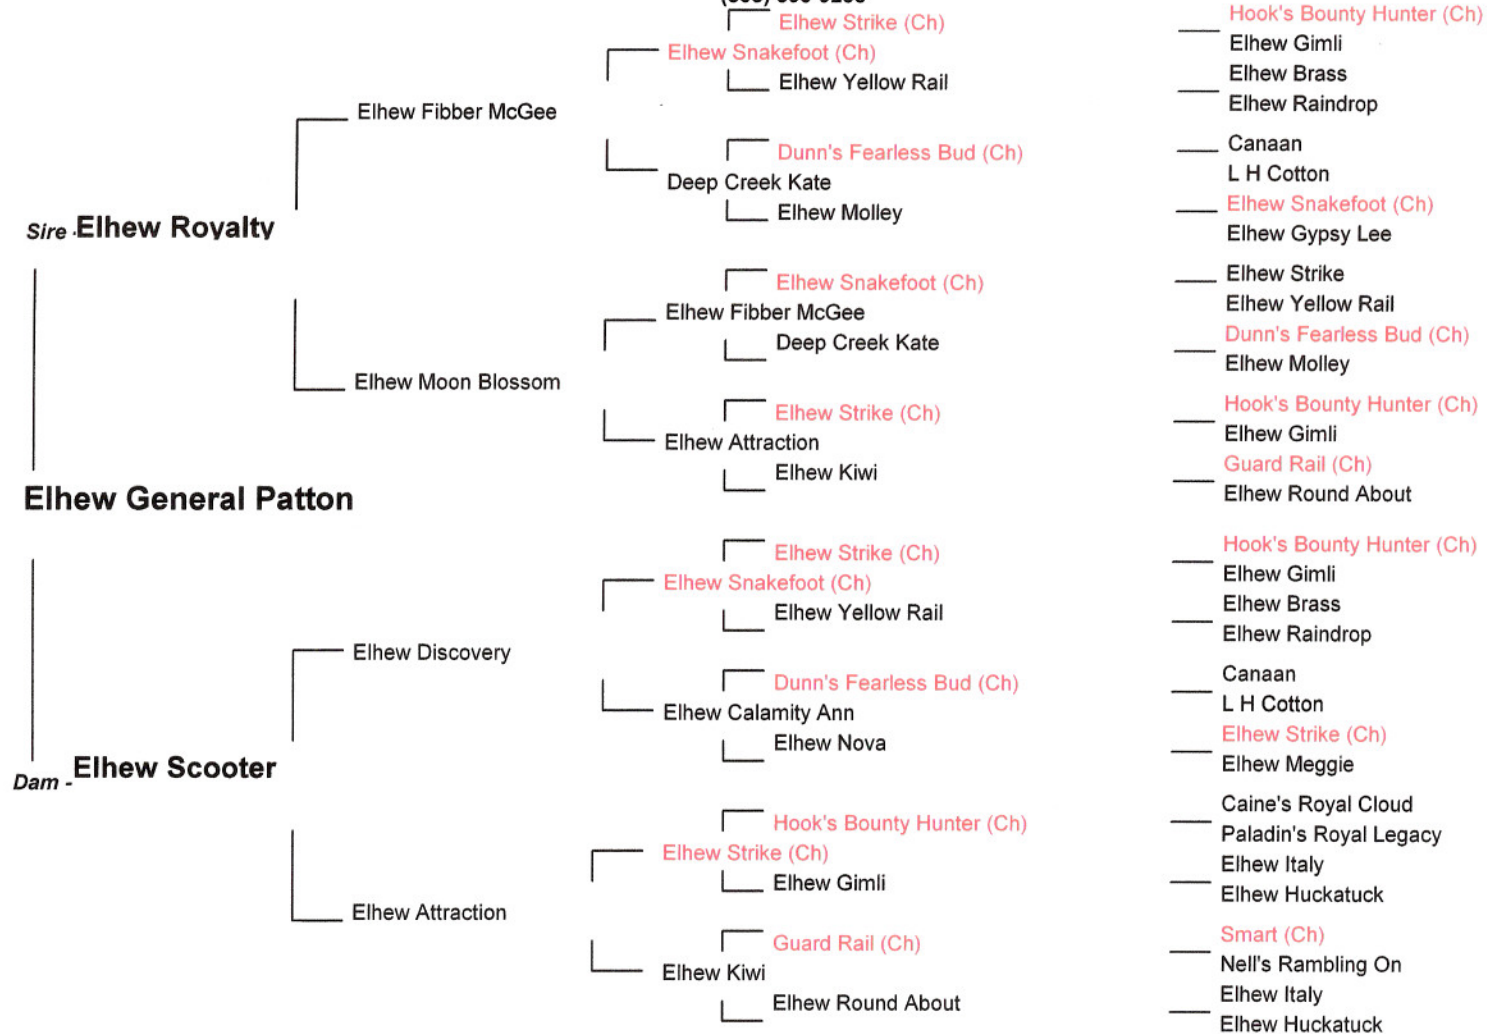 Elhew Strike (Ch)
Hook's Bounty Hunter (Ch)
Elhew Snakefoot (Ch)
Elhew Gimli
Elhew Yellow Rail
Elhew Brass
Elhew Raindrop
Elhew Fibber McGee
Dunn's Fearless Bud (Ch)
Canaan
Deep Creek Kate
L H Cotton
Elhew Molley
Elhew Snakefoot (Ch)
Elhew Gypsy Lee
Sire - Elhew Royalty
Elhew Snakefoot (Ch)
Elhew Strike
Elhew Fibber McGee
Elhew Yellow Rail
Deep Creek Kate
Dunn's Fearless Bud (Ch)
Elhew Molley
Elhew Moon Blossom
Elhew Strike (Ch)
Hook's Bounty Hunter (Ch)
Elhew Attraction
Elhew Gimli
Elhew Kiwi
Guard Rail (Ch)
Elhew Round About
Elhew General Patton
Elhew Strike (Ch)
Hook's Bounty Hunter (Ch)
Elhew Snakefoot (Ch)
Elhew Gimli
Elhew Yellow Rail
Elhew Brass
Elhew Raindrop
Elhew Discovery
Dunn's Fearless Bud (Ch)
Canaan
Elhew Calamity Ann
L H Cotton
Elhew Nova
Elhew Strike (Ch)
Elhew Meggie
Dam - Elhew Scooter
Hook's Bounty Hunter (Ch)
Caine's Royal Cloud
Elhew Strike (Ch)
Paladin's Royal Legacy
Elhew Gimli
Elhew Italy
Elhew Huckatuck
Elhew Attraction
Guard Rail (Ch)
Smart (Ch)
Elhew Kiwi
Nell's Rambling On
Elhew Round About
Elhew Italy
Elhew Huckatuck